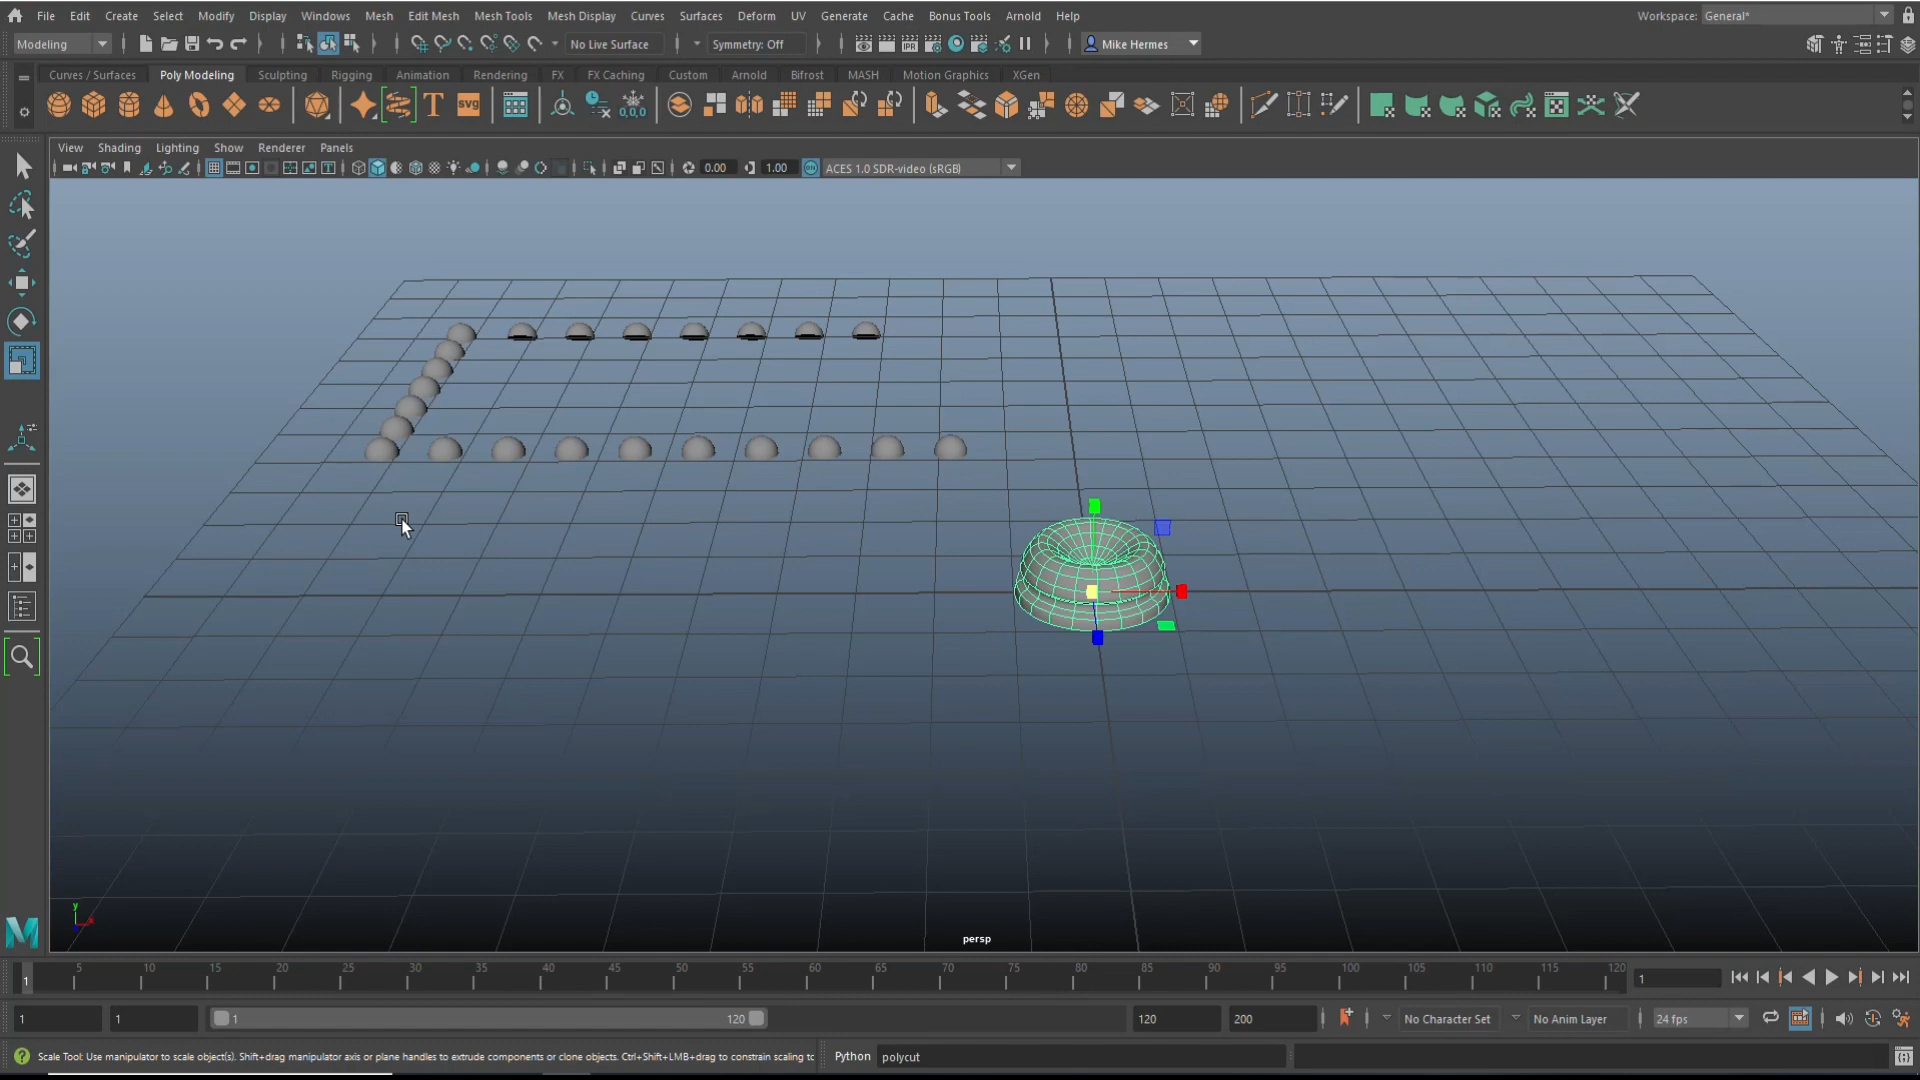 File Edit Create Select Modify Display Windows Mesh Edit Mesh Mesh Tools Mesh Display Curves Surfaces Deform UV Generate Cache Bonus Tools Arnold Help Workspace: General*
Modeling No Live Surface Symmetry: Off IPR Mike Hermes
Curves / Surfaces Poly Modeling Sculpting Rigging Animation Rendering FX FX Caching Custom Arnold Bifrost MASH Motion Graphics XGen
T SVG 0,0,0
View Shading Lighting Show Renderer Panels
0.00 1.00 ACES 1.0 SDR-video (sRGB)
y
x
persp
1 5 10 15 20 25 30 35 40 45 50 55 60 65 70 75 80 85 90 95 100 105 110 115 120 1
1 1 1 120 120 200 No Character Set No Anim Layer 24 fps
Scale Tool: Use manipulator to scale object(s). Shift+drag manipulator axis or plane handles to extrude components or clone objects. Ctrl+Shift+LMB+drag to constrain scaling to Python polycut